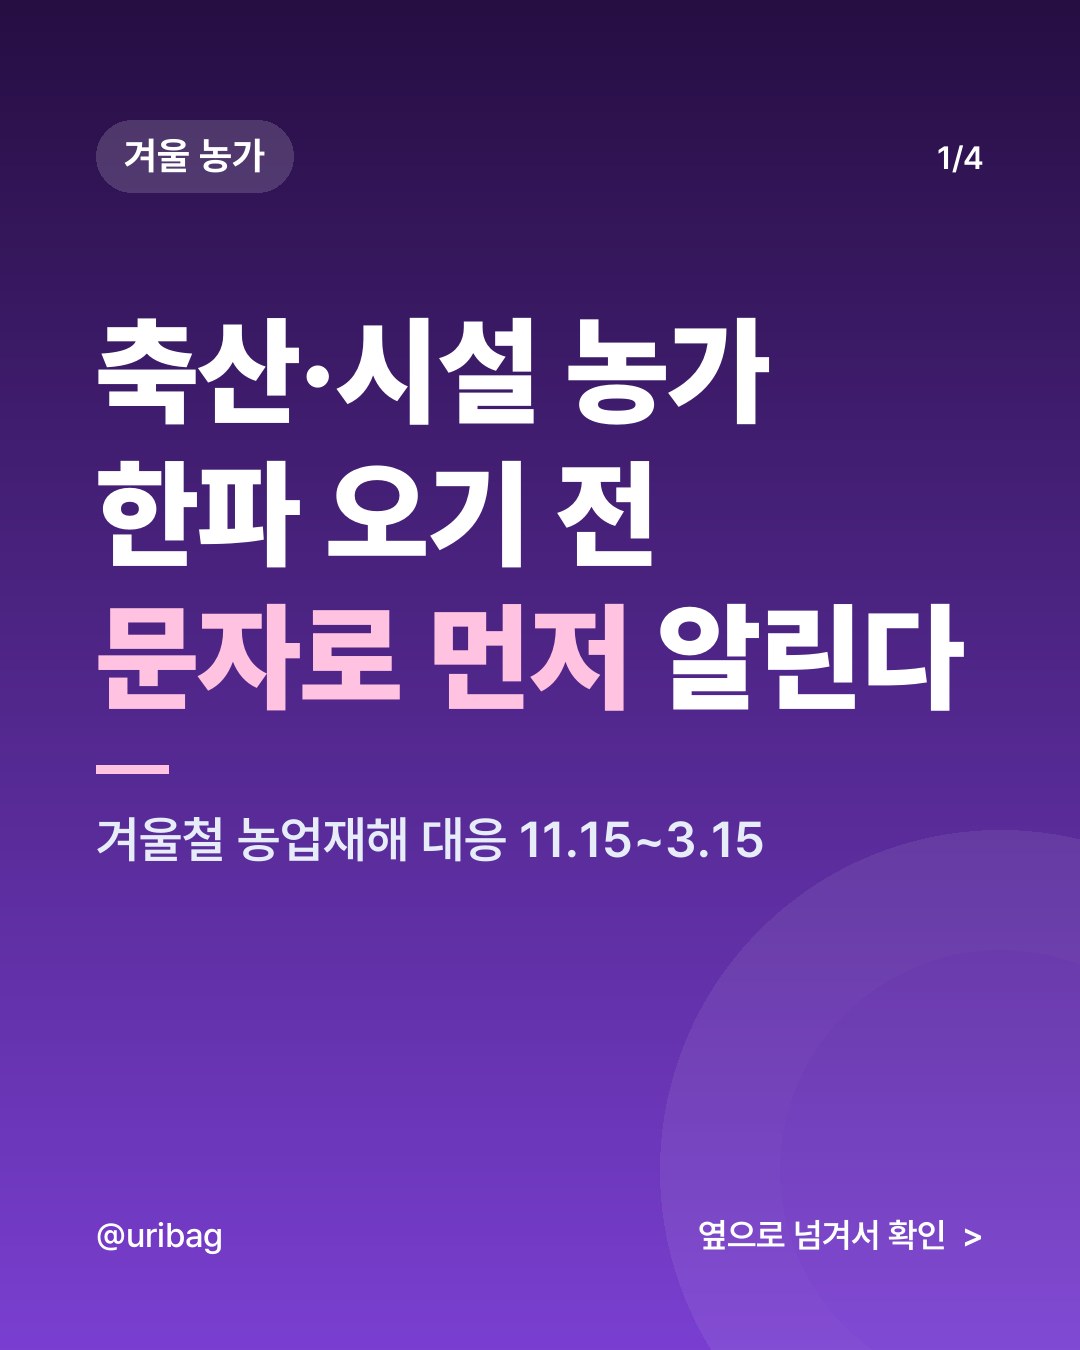 겨울 농가
1/4
축산·시설 농가
한파 오기 전
문자로 먼저 알린다
겨울철 농업재해 대응 11.15~3.15
@uribag
옆으로 넘겨서 확인 >